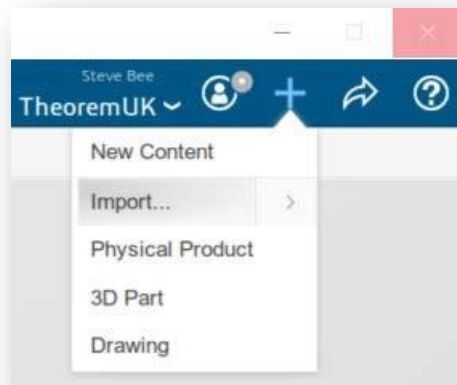 Steve Bee
TheoremUK
New Content
Import...
Physical Product
3D Part
Drawing